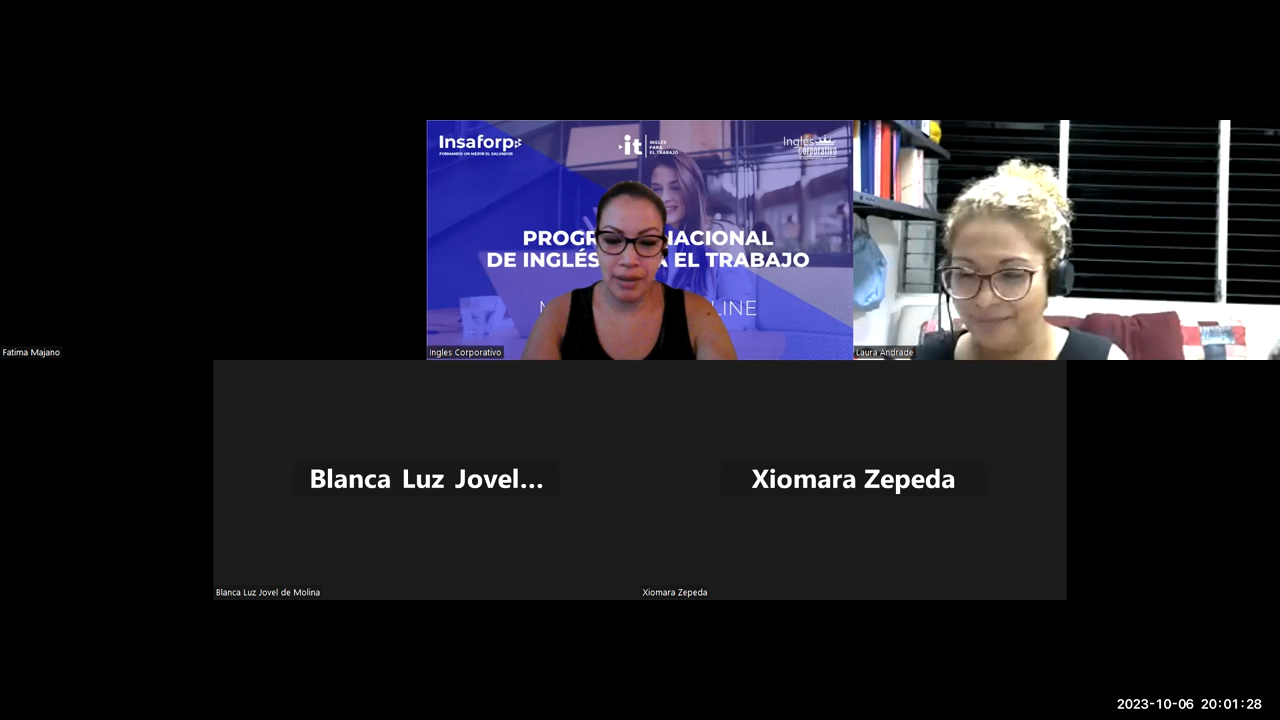 Insaforp
FORMANDO UN MEJOR EL SALVADOR
it
INGLÉS
PARA
EL TRABAJO
Inglés
corporativo
PROGR NACIONAL
DE INGLÉS A EL TRABAJO
LINE
Fatima Majano
Ingles Corporativo
Laura Andrade
Blanca Luz Jovel...
Xiomara Zepeda
Blanca Luz Jovel de Molina
Xiomara Zepeda
2023-10-06 20:01:28